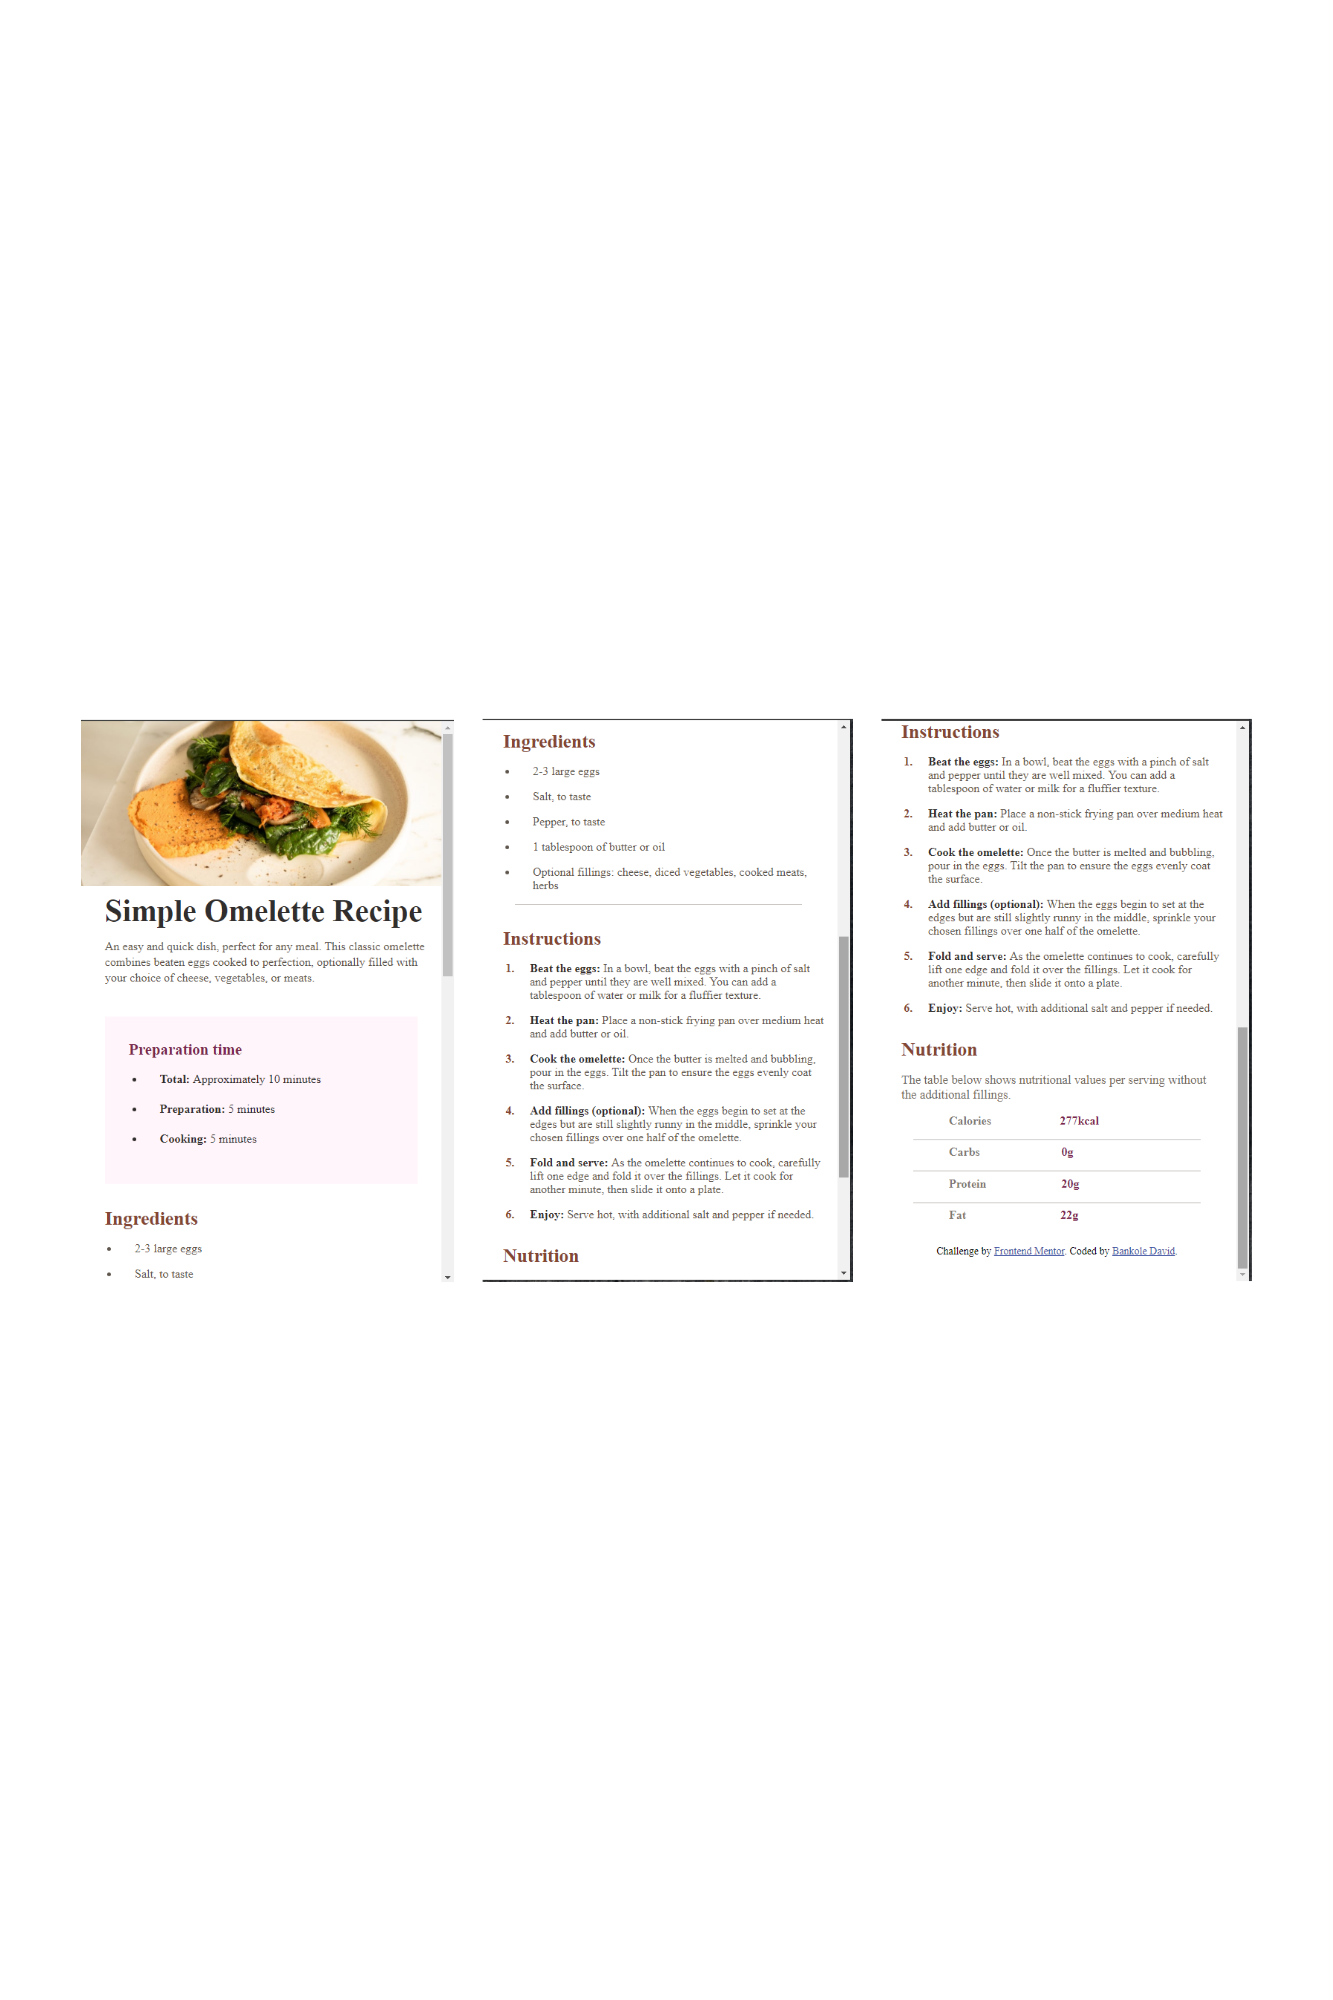 Simple Omelette Recipe
An easy and quick dish, perfect for any meal. This classic omelette
combines beaten eggs cooked to perfection, optionally filled with
your choice of cheese, vegetables, or meats.
Preparation time
• Total: Approximately 10 minutes
• Preparation: 5 minutes
• Cooking: 5 minutes
Ingredients
• 2-3 large eggs
• Salt, to taste
Ingredients
• 2-3 large eggs
• Salt, to taste
• Pepper, to taste
• 1 tablespoon of butter or oil
• Optional fillings: cheese, diced vegetables, cooked meats,
herbs
Instructions
1. Beat the eggs: In a bowl, beat the eggs with a pinch of salt
and pepper until they are well mixed. You can add a
tablespoon of water or milk for a fluffier texture.
2. Heat the pan: Place a non-stick frying pan over medium heat
and add butter or oil.
3. Cook the omelette: Once the butter is melted and bubbling,
pour in the eggs. Tilt the pan to ensure the eggs evenly coat
the surface.
4. Add fillings (optional): When the eggs begin to set at the
edges but are still slightly runny in the middle, sprinkle your
chosen fillings over one half of the omelette.
5. Fold and serve: As the omelette continues to cook, carefully
lift one edge and fold it over the fillings. Let it cook for
another minute, then slide it onto a plate.
6. Enjoy: Serve hot, with additional salt and pepper if needed.
Nutrition
Instructions
1. Beat the eggs: In a bowl, beat the eggs with a pinch of salt
and pepper until they are well mixed. You can add a
tablespoon of water or milk for a fluffier texture.
2. Heat the pan: Place a non-stick frying pan over medium heat
and add butter or oil.
3. Cook the omelette: Once the butter is melted and bubbling,
pour in the eggs. Tilt the pan to ensure the eggs evenly coat
the surface.
4. Add fillings (optional): When the eggs begin to set at the
edges but are still slightly runny in the middle, sprinkle your
chosen fillings over one half of the omelette.
5. Fold and serve: As the omelette continues to cook, carefully
lift one edge and fold it over the fillings. Let it cook for
another minute, then slide it onto a plate.
6. Enjoy: Serve hot, with additional salt and pepper if needed.
Nutrition
The table below shows nutritional values per serving without
the additional fillings.
Calories 277kcal
Carbs 0g
Protein 20g
Fat 22g
Challenge by Frontend Mentor. Coded by Bankole David.